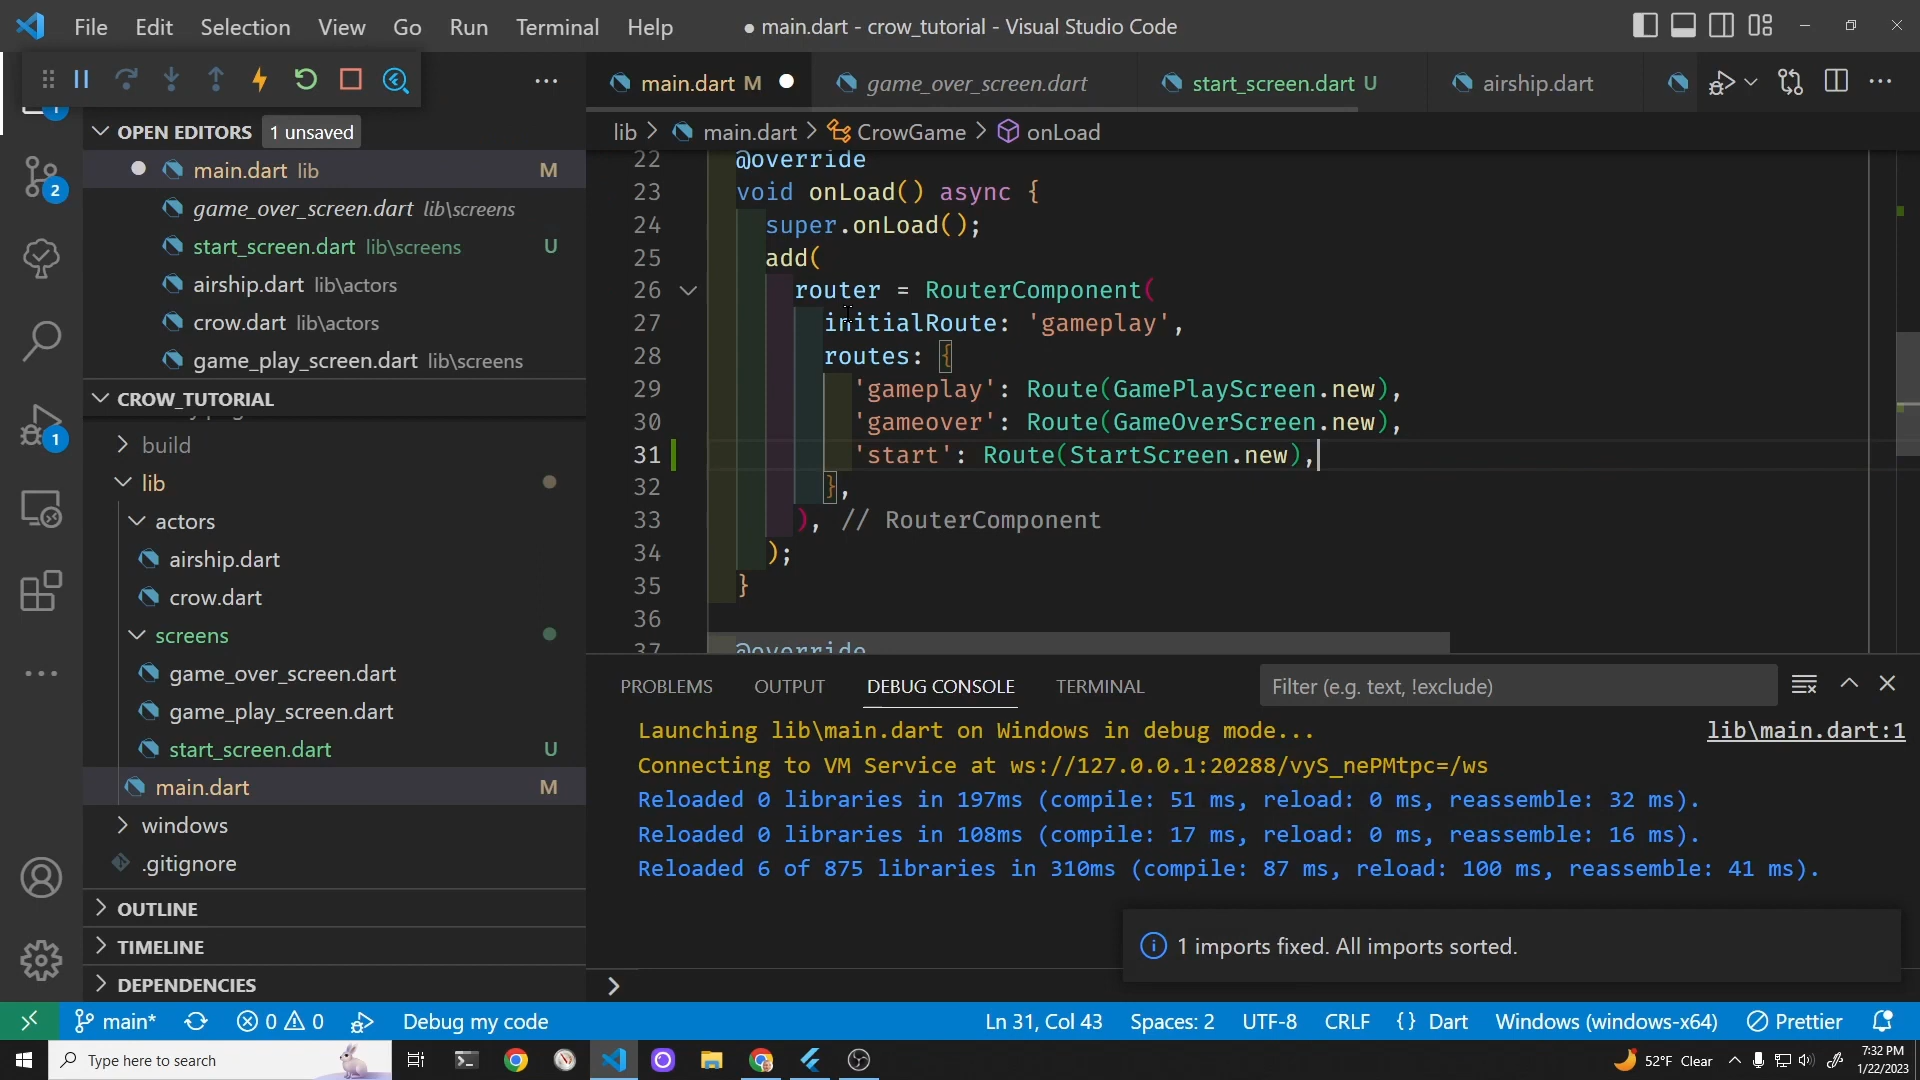 File Edit Selection View Go Run Terminal Help
● main.dart - crow_tutorial - Visual Studio Code
main.dart M
game_over_screen.dart
start_screen.dart U
airship.dart
OPEN EDITORS 1 unsaved
main.dart lib M
game_over_screen.dart lib\screens
start_screen.dart lib\screens U
airship.dart lib\actors
crow.dart lib\actors
game_play_screen.dart lib\screens
CROW_TUTORIAL
build
lib
actors
airship.dart
crow.dart
screens
game_over_screen.dart
game_play_screen.dart
start_screen.dart U
main.dart M
windows
.gitignore
OUTLINE
TIMELINE
DEPENDENCIES
1
2
1
lib > main.dart > CrowGame > onLoad
22 @override
23 void onLoad() async {
24 super.onLoad();
25 add(
26 router = RouterComponent(
27 initialRoute: 'gameplay',
28 routes: {
29 'gameplay': Route(GamePlayScreen.new),
30 'gameover': Route(GameOverScreen.new),
31 'start': Route(StartScreen.new),
32 },
33 ), // RouterComponent
34 );
35 }
36
37 @override
PROBLEMS OUTPUT DEBUG CONSOLE TERMINAL
Filter (e.g. text, !exclude)
Launching lib\main.dart on Windows in debug mode...
lib\main.dart:1
Connecting to VM Service at ws://127.0.0.1:20288/vyS_nePMtpc=/ws
Reloaded 0 libraries in 197ms (compile: 51 ms, reload: 0 ms, reassemble: 32 ms).
Reloaded 0 libraries in 108ms (compile: 17 ms, reload: 0 ms, reassemble: 16 ms).
Reloaded 6 of 875 libraries in 310ms (compile: 87 ms, reload: 100 ms, reassemble: 41 ms).
1 imports fixed. All imports sorted.
main* 0 0 Debug my code
Ln 31, Col 43 Spaces: 2 UTF-8 CRLF {} Dart Windows (windows-x64) Prettier
Type here to search
52°F Clear
7:32 PM
1/22/2023